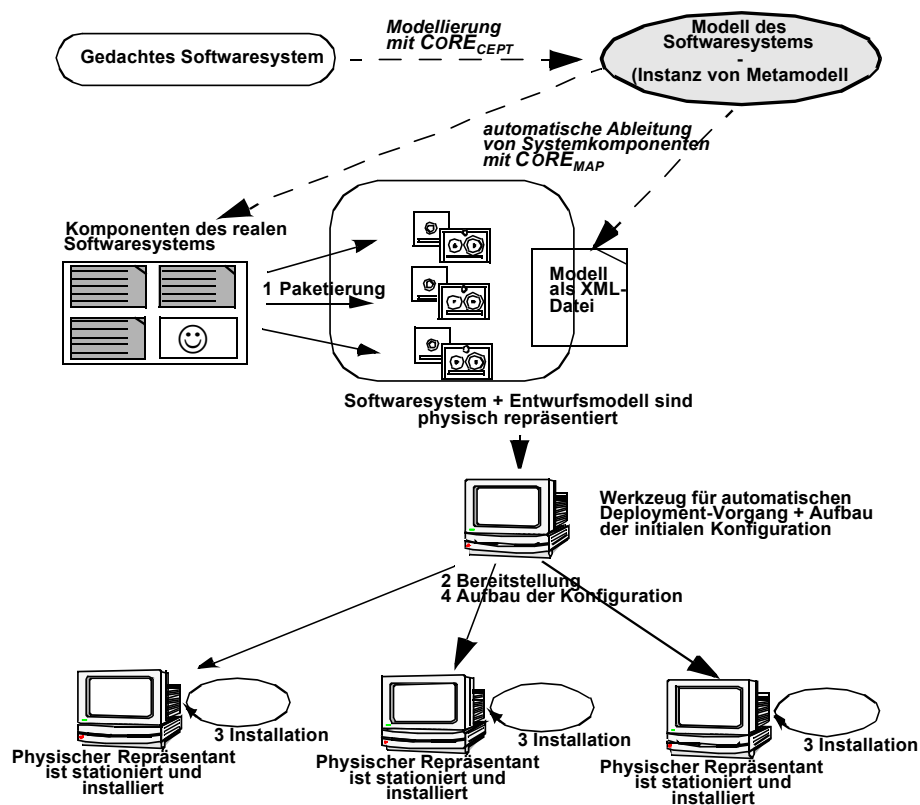 Gedachtes Softwaresystem
Modellierung
mit CORE_CEPT
Modell des
Softwaresystems
-
(Instanz von Metamodell
automatische Ableitung
von Systemkomponenten
mit CORE_MAP
Komponenten des realen
Softwaresystems
1 Paketierung
Modell
als XML-
Datei
Softwaresystem + Entwurfsmodell sind
physisch repräsentiert
Werkzeug für automatischen
Deployment-Vorgang + Aufbau
der initialen Konfiguration
2 Bereitstellung
4 Aufbau der Konfiguration
3 Installation
Physischer Repräsentant
ist stationiert und
installiert
3 Installation
Physischer Repräsentant
ist stationiert und
installiert
3 Installation
Physischer Repräsentant
ist stationiert und
installiert